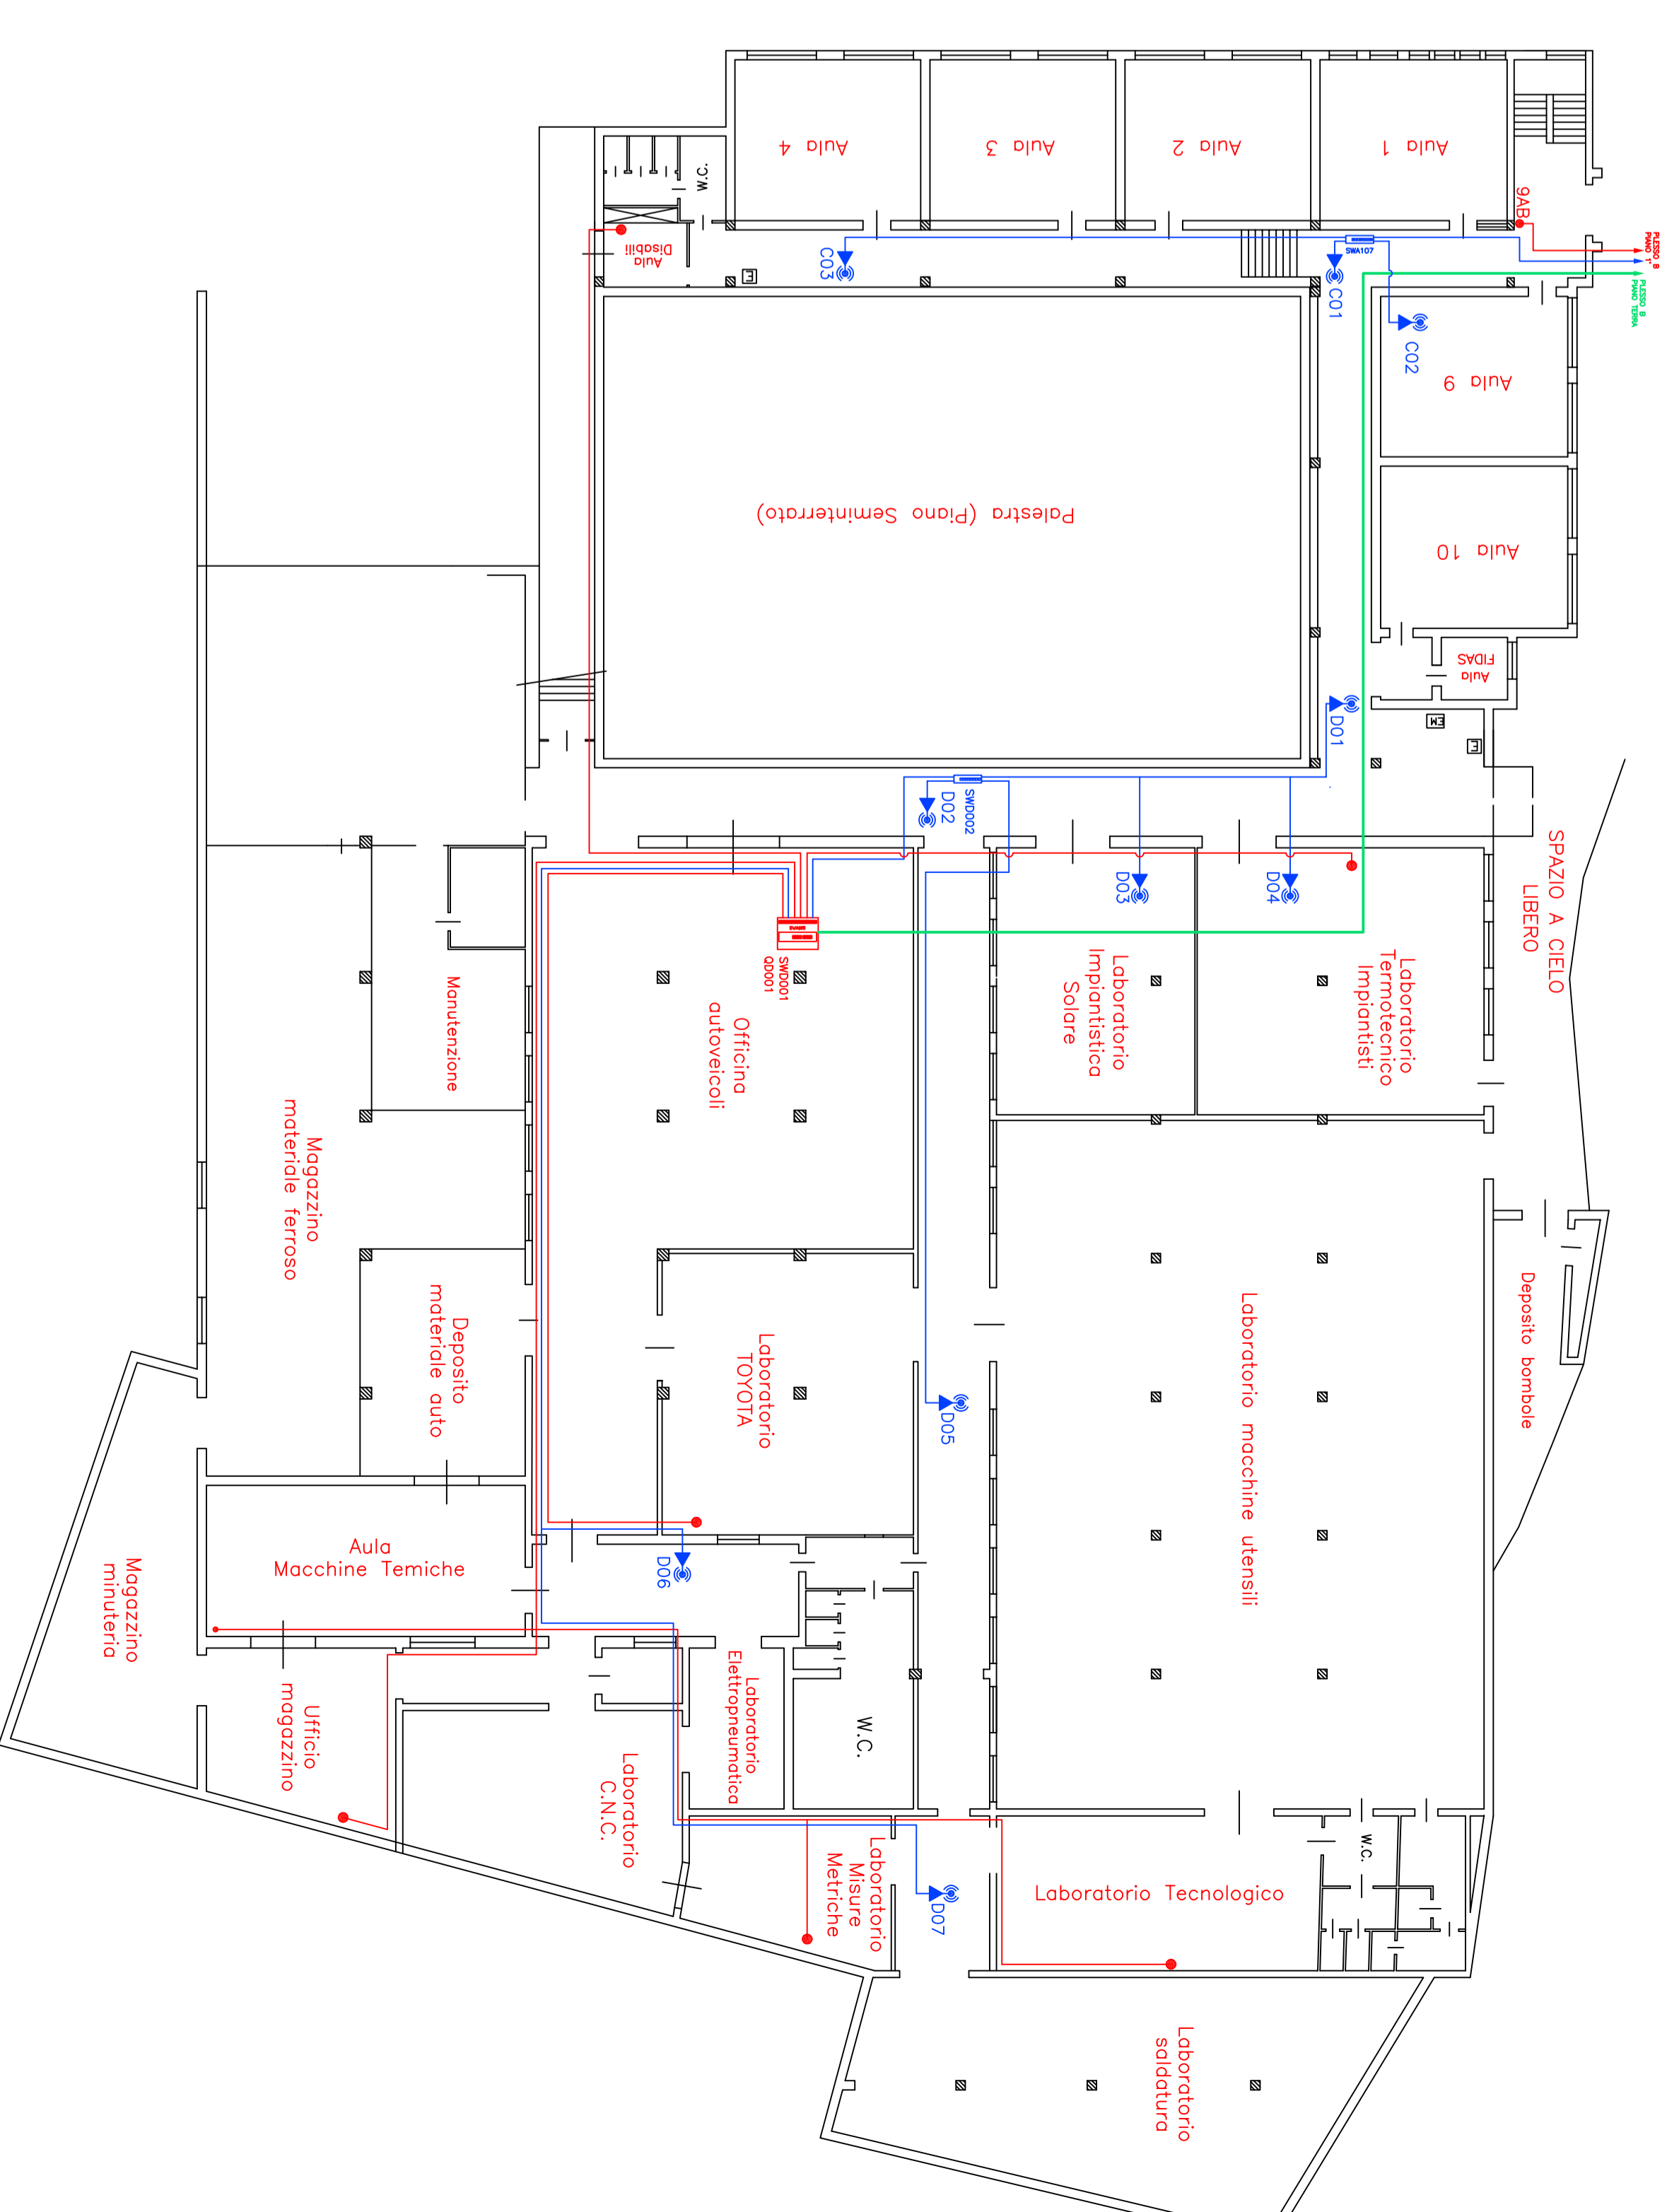 PLESSO B
PIANO 1°
PLESSO B
PIANO TERRA
9AB
Aula 1
Aula 2
Aula 3
Aula 4
W.C.
Aula
Disabili
SWA107
C01
C02
C03
E
Aula 9
Aula 10
Aula
FIDAS
EM
E
Palestra (Piano Seminterrato)
D01
D02
SWD002
D03
D04
SPAZIO A CIELO
LIBERO
SWD001
QD001
Laboratorio
Termotecnico
Impiantisti
Laboratorio
Impiantistica
Solare
Officina
autoveicoli
Manutenzione
Magazzino
materiale ferroso
Deposito bombole
Laboratorio macchine utensili
Laboratorio
TOYOTA
Deposito
materiale auto
D05
D06
Aula
Macchine Temiche
Magazzino
minuteria
Ufficio
magazzino
Laboratorio
Elettropneumatica
W.C.
Laboratorio
C.N.C.
Laboratorio
Misure
Metriche
D07
Laboratorio Tecnologico
W.C.
Laboratorio
saldatura